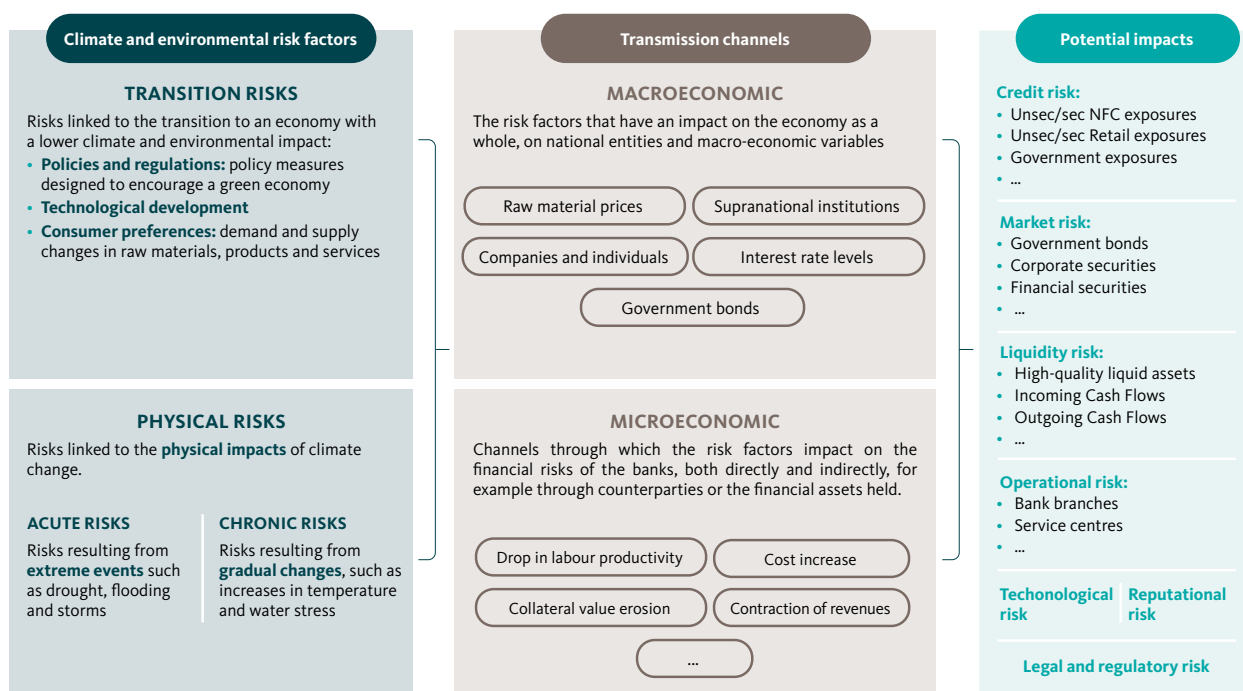 Climate and environmental risk factors
TRANSITION RISKS
Risks linked to the transition to an economy with
a lower climate and environmental impact:
• Policies and regulations: policy measures
designed to encourage a green economy
• Technological development
• Consumer preferences: demand and supply
changes in raw materials, products and services
PHYSICAL RISKS
Risks linked to the physical impacts of climate
change.
ACUTE RISKS
Risks resulting from
extreme events such
as drought, flooding
and storms
CHRONIC RISKS
Risks resulting from
gradual changes, such as
increases in temperature
and water stress
Transmission channels
MACROECONOMIC
The risk factors that have an impact on the economy as a
whole, on national entities and macro-economic variables
Raw material prices
Supranational institutions
Companies and individuals
Interest rate levels
Government bonds
MICROECONOMIC
Channels through which the risk factors impact on the
financial risks of the banks, both directly and indirectly, for
example through counterparties or the financial assets held.
Drop in labour productivity
Cost increase
Collateral value erosion
Contraction of revenues
...
Potential impacts
Credit risk:
• Unsec/sec NFC exposures
• Unsec/sec Retail exposures
• Government exposures
• ...
Market risk:
• Government bonds
• Corporate securities
• Financial securities
• ...
Liquidity risk:
• High-quality liquid assets
• Incoming Cash Flows
• Outgoing Cash Flows
• ...
Operational risk:
• Bank branches
• Service centres
• ...
Techonological
risk
Reputational
risk
Legal and regulatory risk